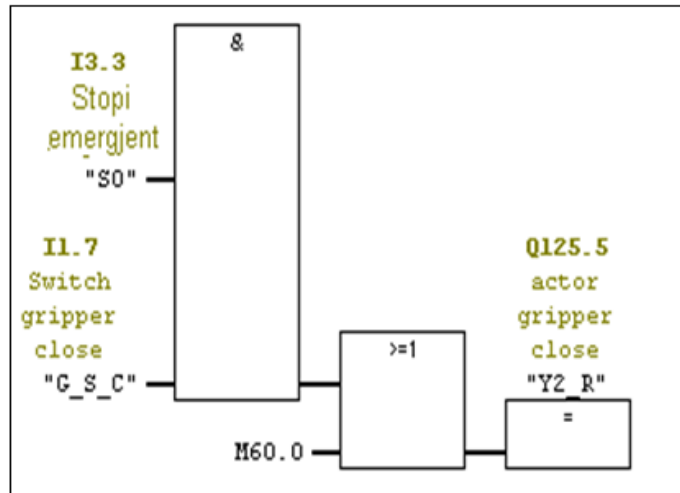 &
I3.3
Stopi
emergjent
"S0"
I1.7
Switch
gripper
close
"G_S_C"
>=1
M60.0
Q125.5
actor
gripper
close
"Y2_R"
=